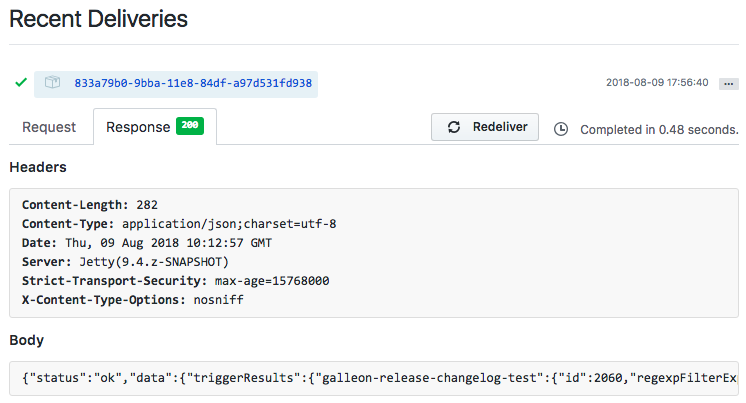 Recent Deliveries
833a79b0-9bba-11e8-84df-a97d531fd938 2018-08-09 17:56:40 ...
Request Response 200 Redeliver Completed in 0.48 seconds.
Headers
Content-Length: 282
Content-Type: application/json;charset=utf-8
Date: Thu, 09 Aug 2018 10:12:57 GMT
Server: Jetty(9.4.z-SNAPSHOT)
Strict-Transport-Security: max-age=15768000
X-Content-Type-Options: nosniff
Body
{"status":"ok","data":{"triggerResults":{"galleon-release-changelog-test":{"id":2060,"regexpFilterEx